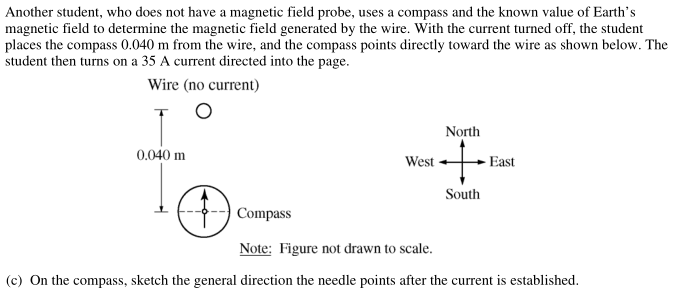 Another student, who does not have a magnetic field probe, uses a compass and the known value of Earth's
magnetic field to determine the magnetic field generated by the wire. With the current turned off, the student
places the compass 0.040 m from the wire, and the compass points directly toward the wire as shown below. The
student then turns on a 35 A current directed into the page.
Wire (no current)
North
0.040 m
West
East
South
Compass
Note: Figure not drawn to scale.
(c) On the compass, sketch the general direction the needle points after the current is established.